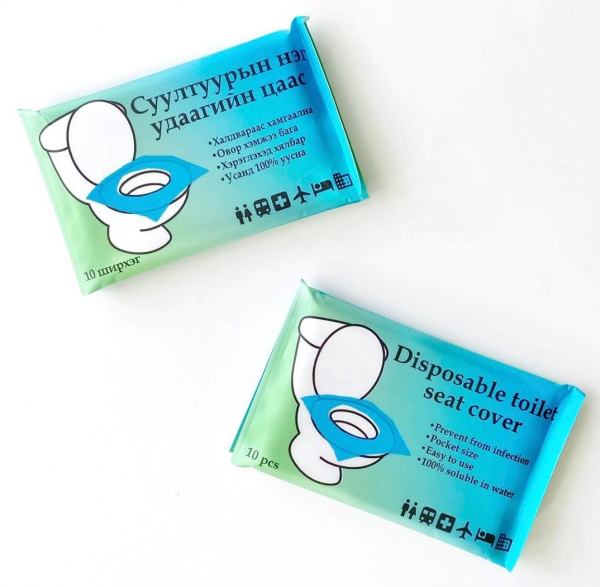 Суултуурын нэг
удаагийн цаас
•Халдвараас хамгаална
•Овор хэмжээ бага
•Хэрэглэхэд хялбар
•Усанд 100% уусна
10 ширхэг
Disposable toilet
seat cover
•Prevent from infection
•Pocket size
•Easy to use
•100% soluble in water
10 pcs